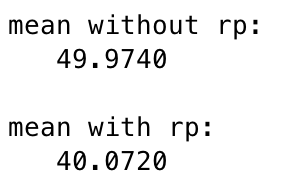 mean without rp:
49.9740
mean with rp:
40.0720